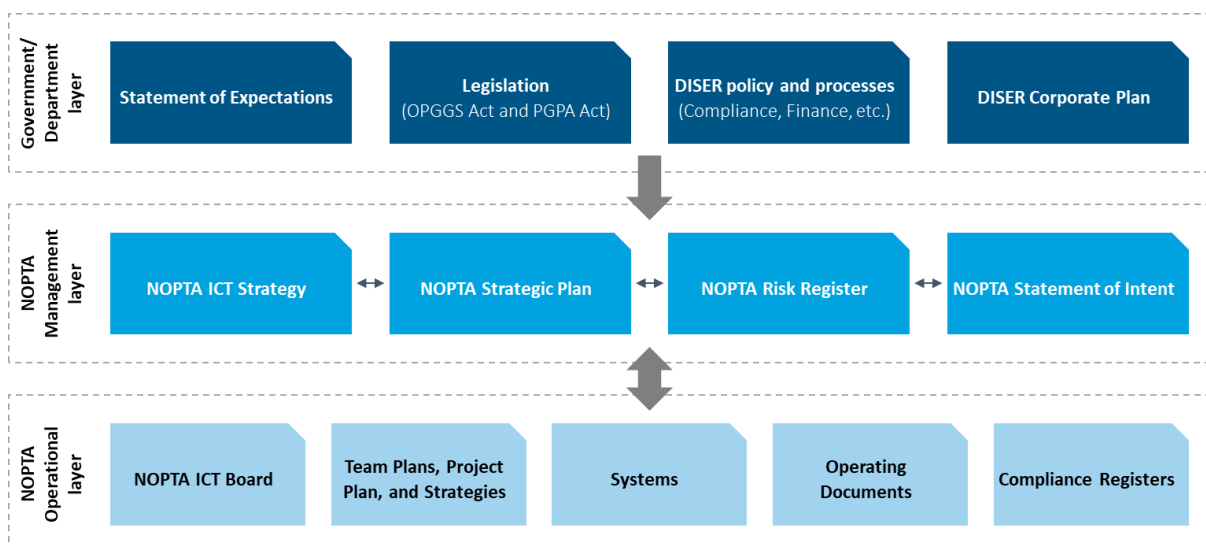 Government/
Department
layer
Statement of Expectations
Legislation
(OPGGS Act and PGPA Act)
DISER policy and processes
(Compliance, Finance, etc.)
DISER Corporate Plan
NOPTA
Management
layer
NOPTA ICT Strategy
NOPTA Strategic Plan
NOPTA Risk Register
NOPTA Statement of Intent
NOPTA
Operational
layer
NOPTA ICT Board
Team Plans, Project
Plan, and Strategies
Systems
Operating
Documents
Compliance Registers